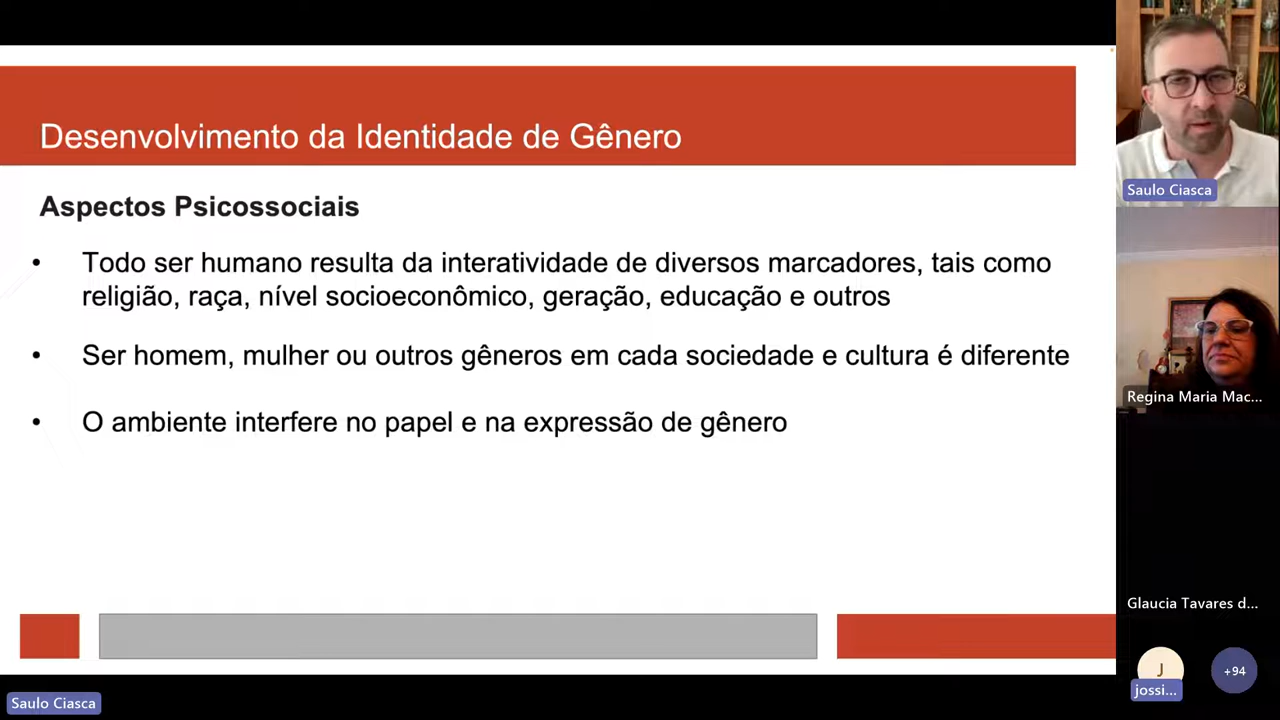 Desenvolvimento da Identidade de Gênero
Aspectos Psicossociais
• Todo ser humano resulta da interatividade de diversos marcadores, tais como
religião, raça, nível socioeconômico, geração, educação e outros
• Ser homem, mulher ou outros gêneros em cada sociedade e cultura é diferente
• O ambiente interfere no papel e na expressão de gênero
Saulo Ciasca
Regina Maria Mac...
Glaucia Tavares d...
J
jossi...
+94
Saulo Ciasca